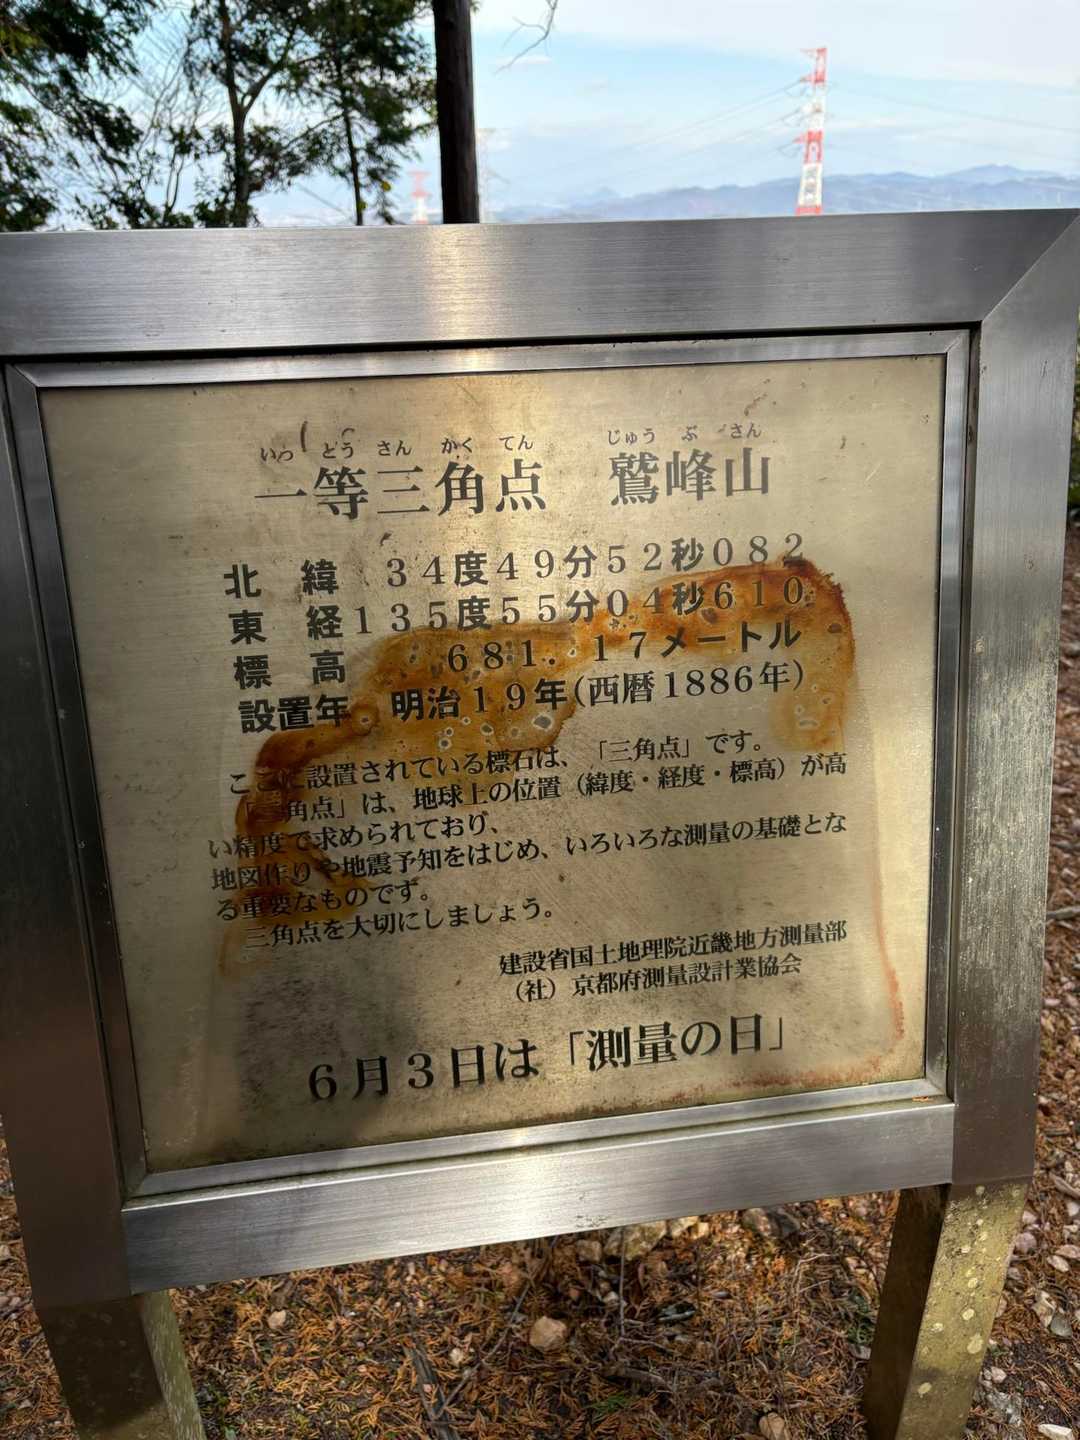 いっとうさんかくてん　じゅうぶさん
一等三角点　鷲峰山
北緯　34度49分52秒082
東経135度55分04秒610
標高　681．17メートル
設置年　明治19年（西暦1886年）
ここに設置されている標石は、「三角点」です。
「三角点」は、地球上の位置（緯度・経度・標高）が高
い精度で求められており、
地図作りや地震予知をはじめ、いろいろな測量の基礎とな
る重要なものです。
三角点を大切にしましょう。
建設省国土地理院近畿地方測量部
（社）京都府測量設計業協会
6月3日は「測量の日」